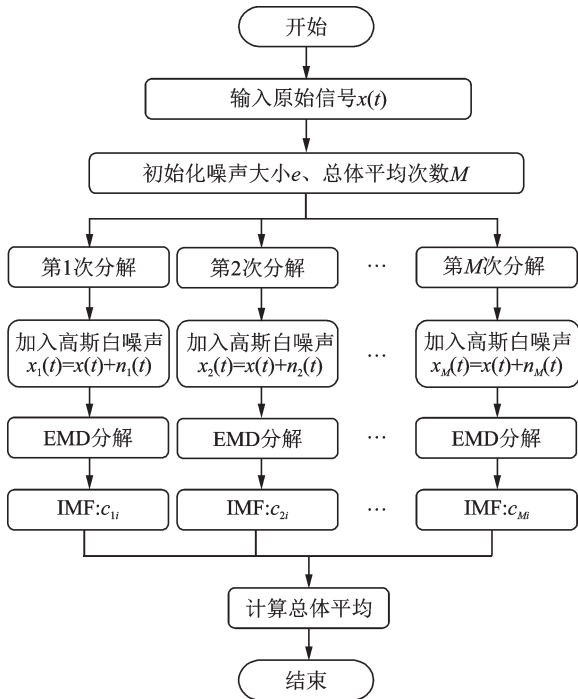 开始
输入原始信号x(t)
初始化噪声大小e、总体平均次数M
第1次分解
第2次分解
…
第M次分解
加入高斯白噪声
x₁(t)=x(t)+n₁(t)
加入高斯白噪声
x₂(t)=x(t)+n₂(t)
…
加入高斯白噪声
x_M(t)=x(t)+n_M(t)
EMD分解
EMD分解
…
EMD分解
IMF:c₁ᵢ
IMF:c₂ᵢ
…
IMF:c_Mi
计算总体平均
结束